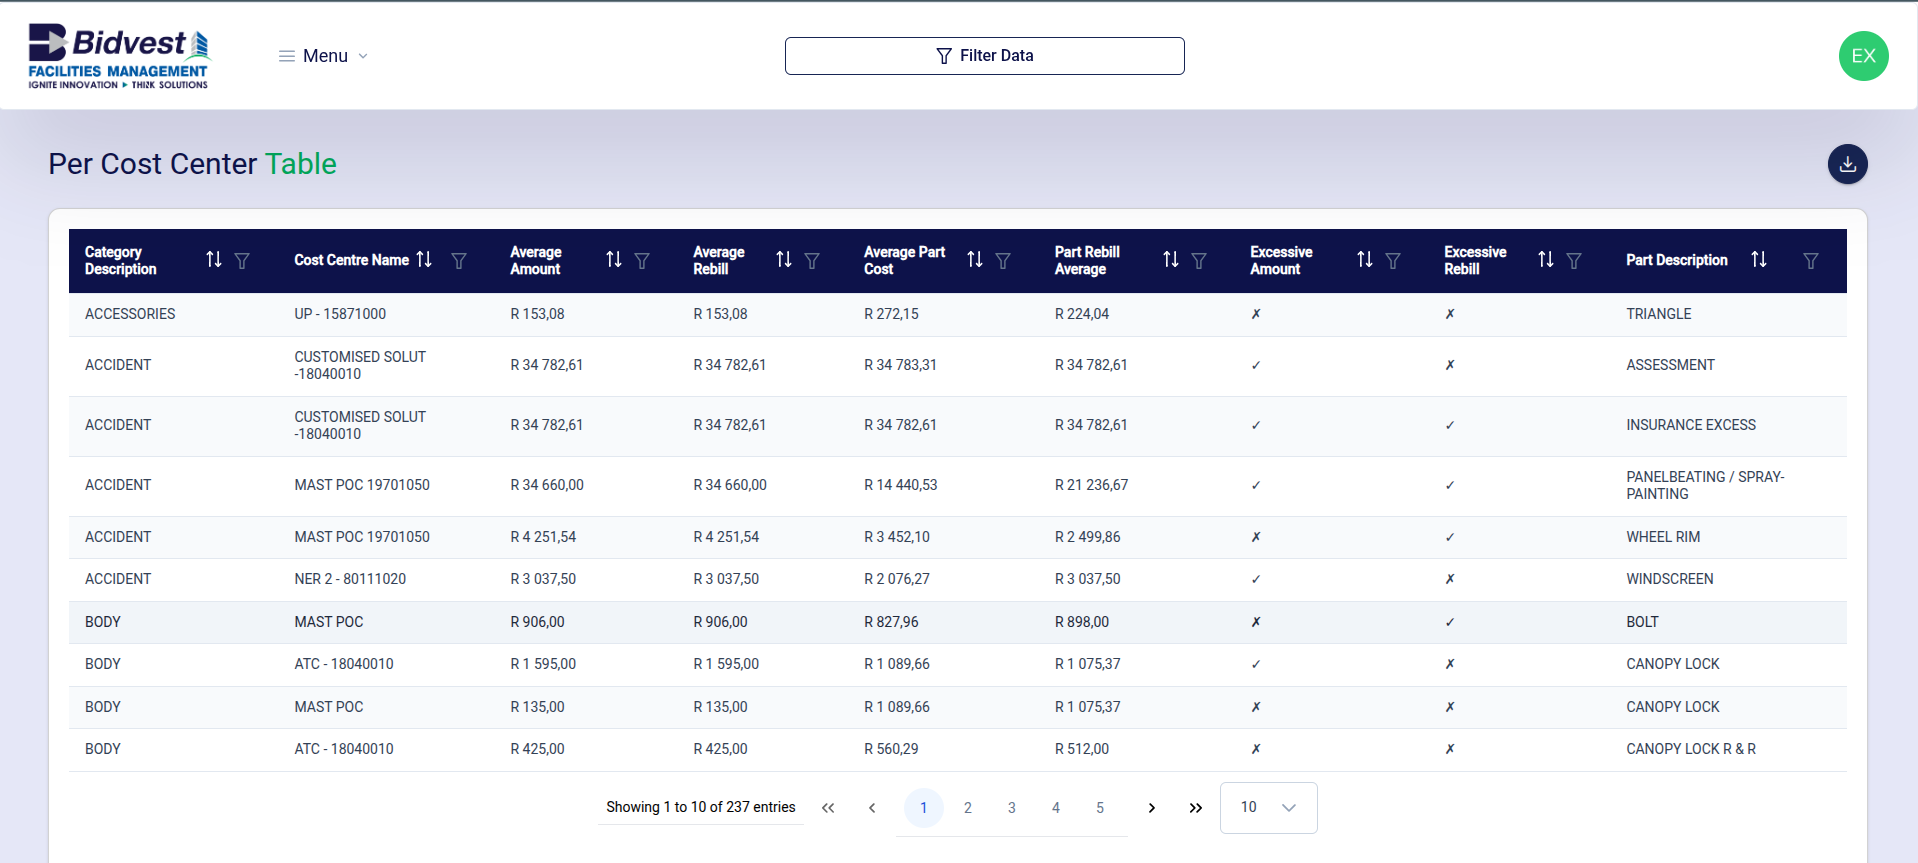 Bidvest
FACILITIES MANAGEMENT
IGNITE INNOVATION ▸ TH!2K SOLUTIONS
Menu
Filter Data
EX
Per Cost Center Table
Category Description Cost Centre Name Average Amount Average Rebill Average Part Cost Part Rebill Average Excessive Amount Excessive Rebill Part Description
ACCESSORIES UP - 15871000 R 153,08 R 153,08 R 272,15 R 224,04 ✗ ✗ TRIANGLE
ACCIDENT CUSTOMISED SOLUT -18040010 R 34 782,61 R 34 782,61 R 34 783,31 R 34 782,61 ✓ ✗ ASSESSMENT
ACCIDENT CUSTOMISED SOLUT -18040010 R 34 782,61 R 34 782,61 R 34 782,61 R 34 782,61 ✓ ✓ INSURANCE EXCESS
ACCIDENT MAST POC 19701050 R 34 660,00 R 34 660,00 R 14 440,53 R 21 236,67 ✓ ✓ PANELBEATING / SPRAY-PAINTING
ACCIDENT MAST POC 19701050 R 4 251,54 R 4 251,54 R 3 452,10 R 2 499,86 ✗ ✓ WHEEL RIM
ACCIDENT NER 2 - 80111020 R 3 037,50 R 3 037,50 R 2 076,27 R 3 037,50 ✓ ✗ WINDSCREEN
BODY MAST POC R 906,00 R 906,00 R 827,96 R 898,00 ✗ ✓ BOLT
BODY ATC - 18040010 R 1 595,00 R 1 595,00 R 1 089,66 R 1 075,37 ✓ ✗ CANOPY LOCK
BODY MAST POC R 135,00 R 135,00 R 1 089,66 R 1 075,37 ✗ ✗ CANOPY LOCK
BODY ATC - 18040010 R 425,00 R 425,00 R 560,29 R 512,00 ✗ ✗ CANOPY LOCK R & R
Showing 1 to 10 of 237 entries « ‹ 1 2 3 4 5 › » 10